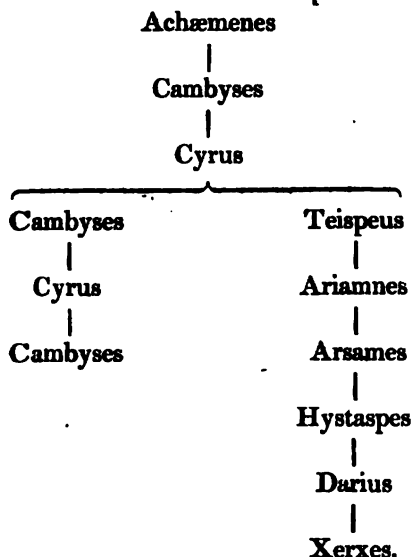 Achæmenes
Cambyses
Cyrus
Cambyses Teispeus
Cyrus Ariamnes
Cambyses Arsames
Hystaspes
Darius
Xerxes.